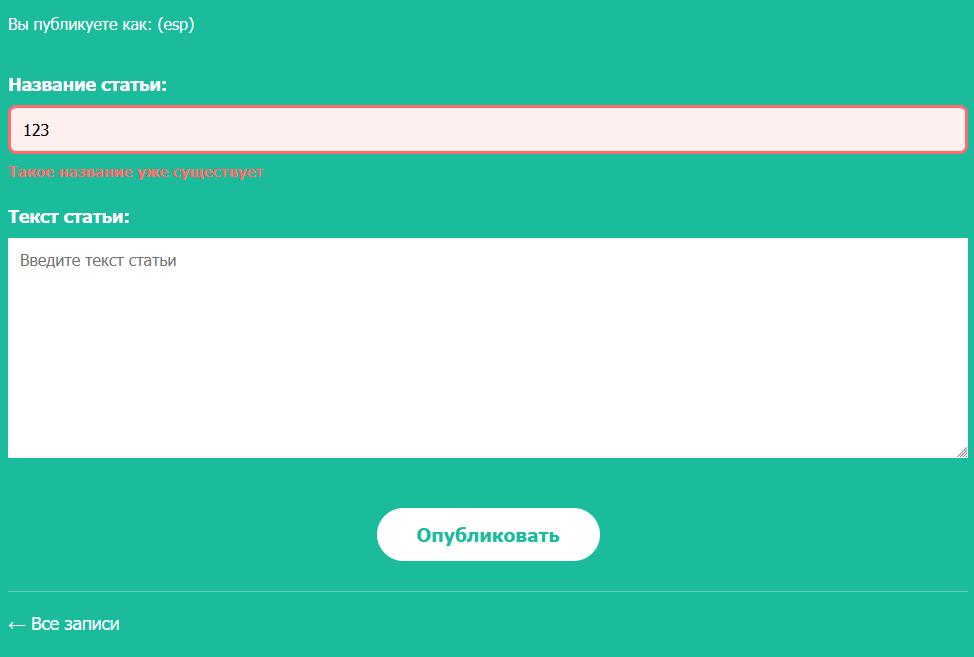 Вы публикуете как: (esp)
Название статьи:
123
Такое название уже существует
Текст статьи:
Введите текст статьи
Опубликовать
← Все записи